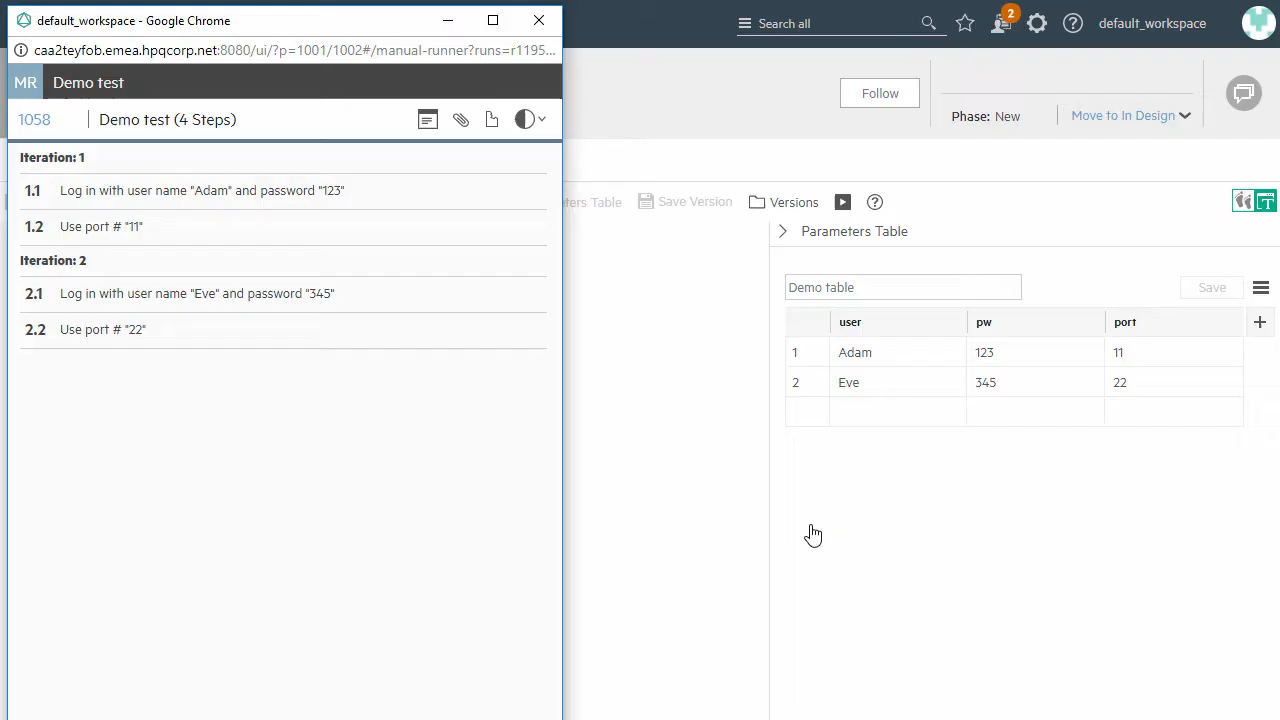 default_workspace - Google Chrome
caa2teyfob.emea.hpqcorp.net:8080/ui/?p=1001/1002#/manual-runner?runs=r1195...
MR Demo test
1058 Demo test (4 Steps)
Iteration: 1
1.1 Log in with user name "Adam" and password "123"
1.2 Use port # "11"
Iteration: 2
2.1 Log in with user name "Eve" and password "345"
2.2 Use port # "22"
Search all
2
default_workspace
Follow
Phase: New
Move to In Design
ters Table
Save Version
Versions
T
Parameters Table
Demo table
Save
user pw port
1 Adam 123 11
2 Eve 345 22